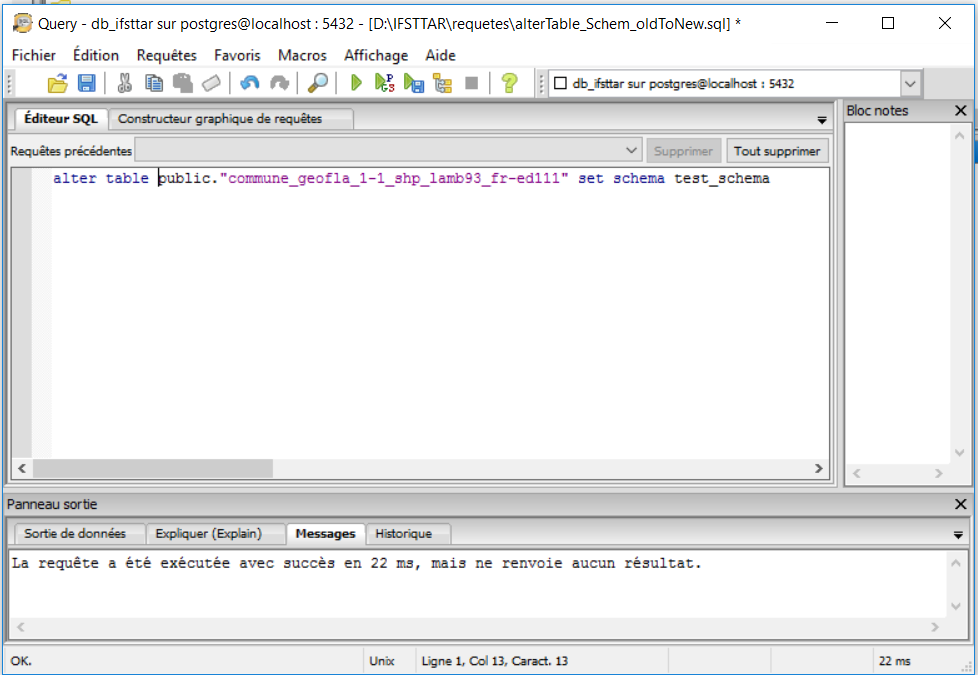 Query - db_ifsttar sur postgres@localhost : 5432 - [D:\IFSTTAR\requetes\alterTable_Schem_oldToNew.sql] *
Fichier Édition Requêtes Favoris Macros Affichage Aide
db_ifsttar sur postgres@localhost : 5432
Éditeur SQL Constructeur graphique de requêtes
Bloc notes
Requêtes précédentes Supprimer Tout supprimer
alter table public."commune_geofla_1-1_shp_lamb93_fr-ed111" set schema test_schema
Panneau sortie
Sortie de données Expliquer (Explain) Messages Historique
La requête a été exécutée avec succès en 22 ms, mais ne renvoie aucun résultat.
OK. Unix Ligne 1, Col 13, Caract. 13 22 ms